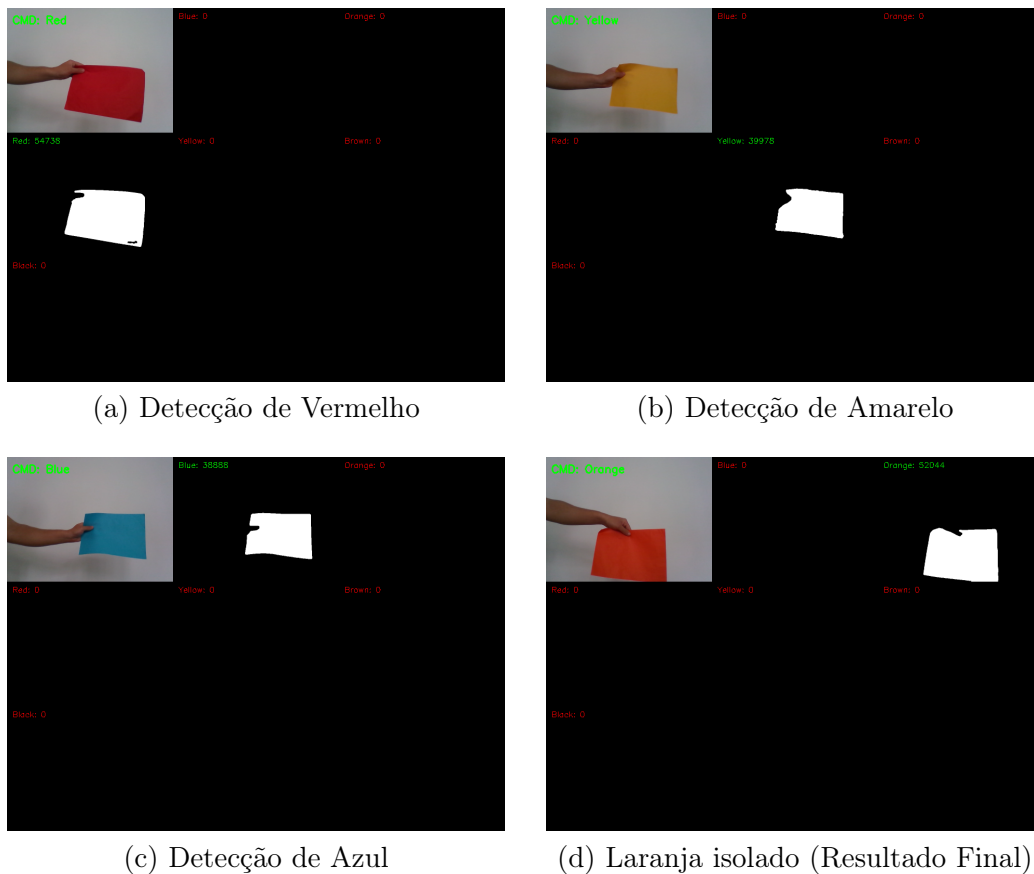 CMD: Red
Blue: 0
Orange: 0
Red: 54738
Yellow: 0
Brown: 0
Black: 0
(a) Detecção de Vermelho
CMD: Yellow
Blue: 0
Orange: 0
Red: 0
Yellow: 39978
Brown: 0
Black: 0
(b) Detecção de Amarelo
CMD: Blue
Blue: 38888
Orange: 0
Red: 0
Yellow: 0
Brown: 0
Black: 0
(c) Detecção de Azul
CMD: Orange
Blue: 0
Orange: 52044
Red: 0
Yellow: 0
Brown: 0
Black: 0
(d) Laranja isolado (Resultado Final)